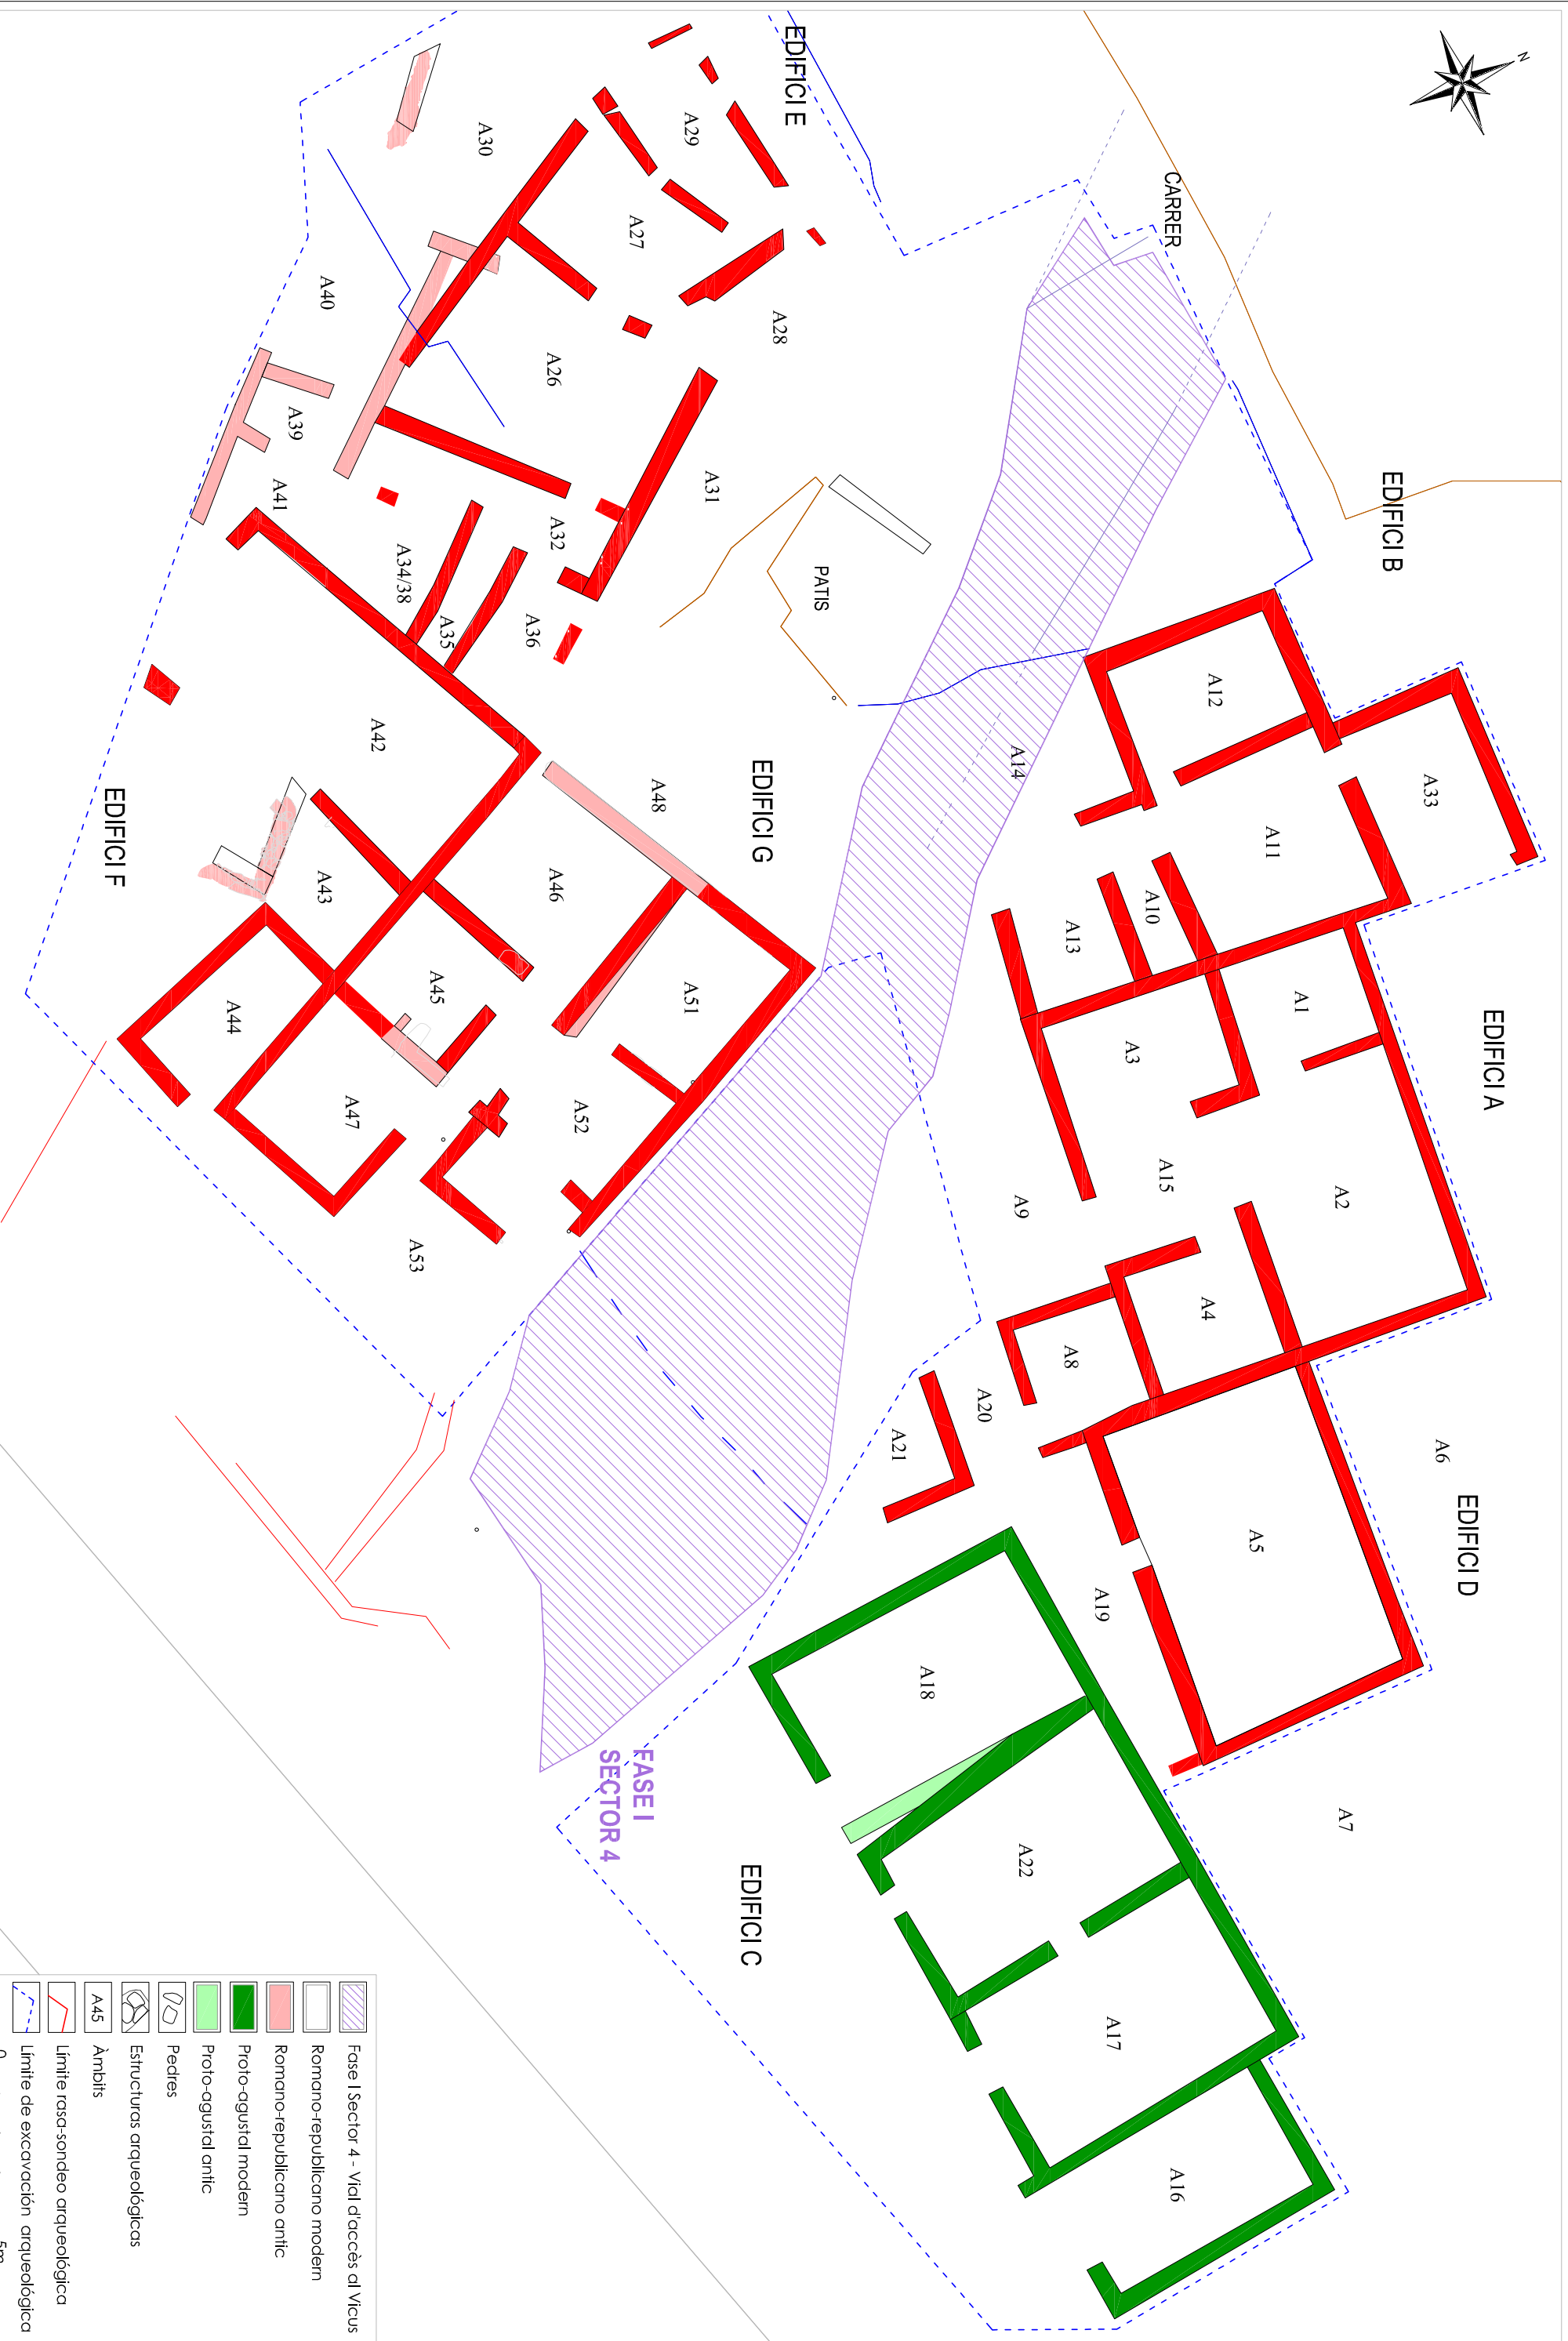 N
EDIFICI E
CARRER
EDIFICI B
A29
A30
A27
A28
A40
A26
A39
A31
A41
A32
A34/38
A35
A36
PATIS
A12
A33
A14
A11
A10
A13
A42
EDIFICI F
A48
EDIFICI G
A46
A43
A45
A51
A44
A47
A52
A53
A1
A3
EDIFICI A
A15
A2
A9
A4
A8
A20
A21
A6
EDIFICI D
A5
A19
A18
A7
FASE I
SECTOR 4
A22
EDIFICI C
A17
A16
Fase I Sector 4 - Vial d'accès al Vicus
Romano-republicano modern
Romano-republicano antic
Proto-agustal modern
Proto-agustal antic
Pedres
Estructuras arqueológicas
A45
Àmbits
Límite rasa-sondeo arqueológica
Límite de excavación arqueológica
0
5m